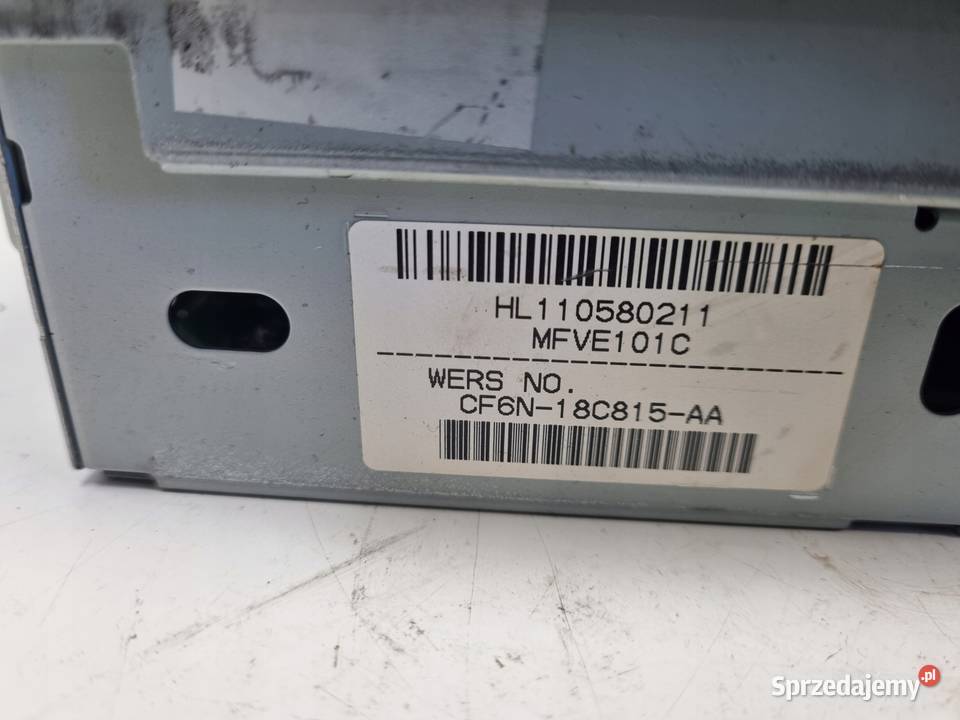 HL110580211
MFVE101C
WERS NO.
CF6N-18C815-AA
Sprzedajemy.pl